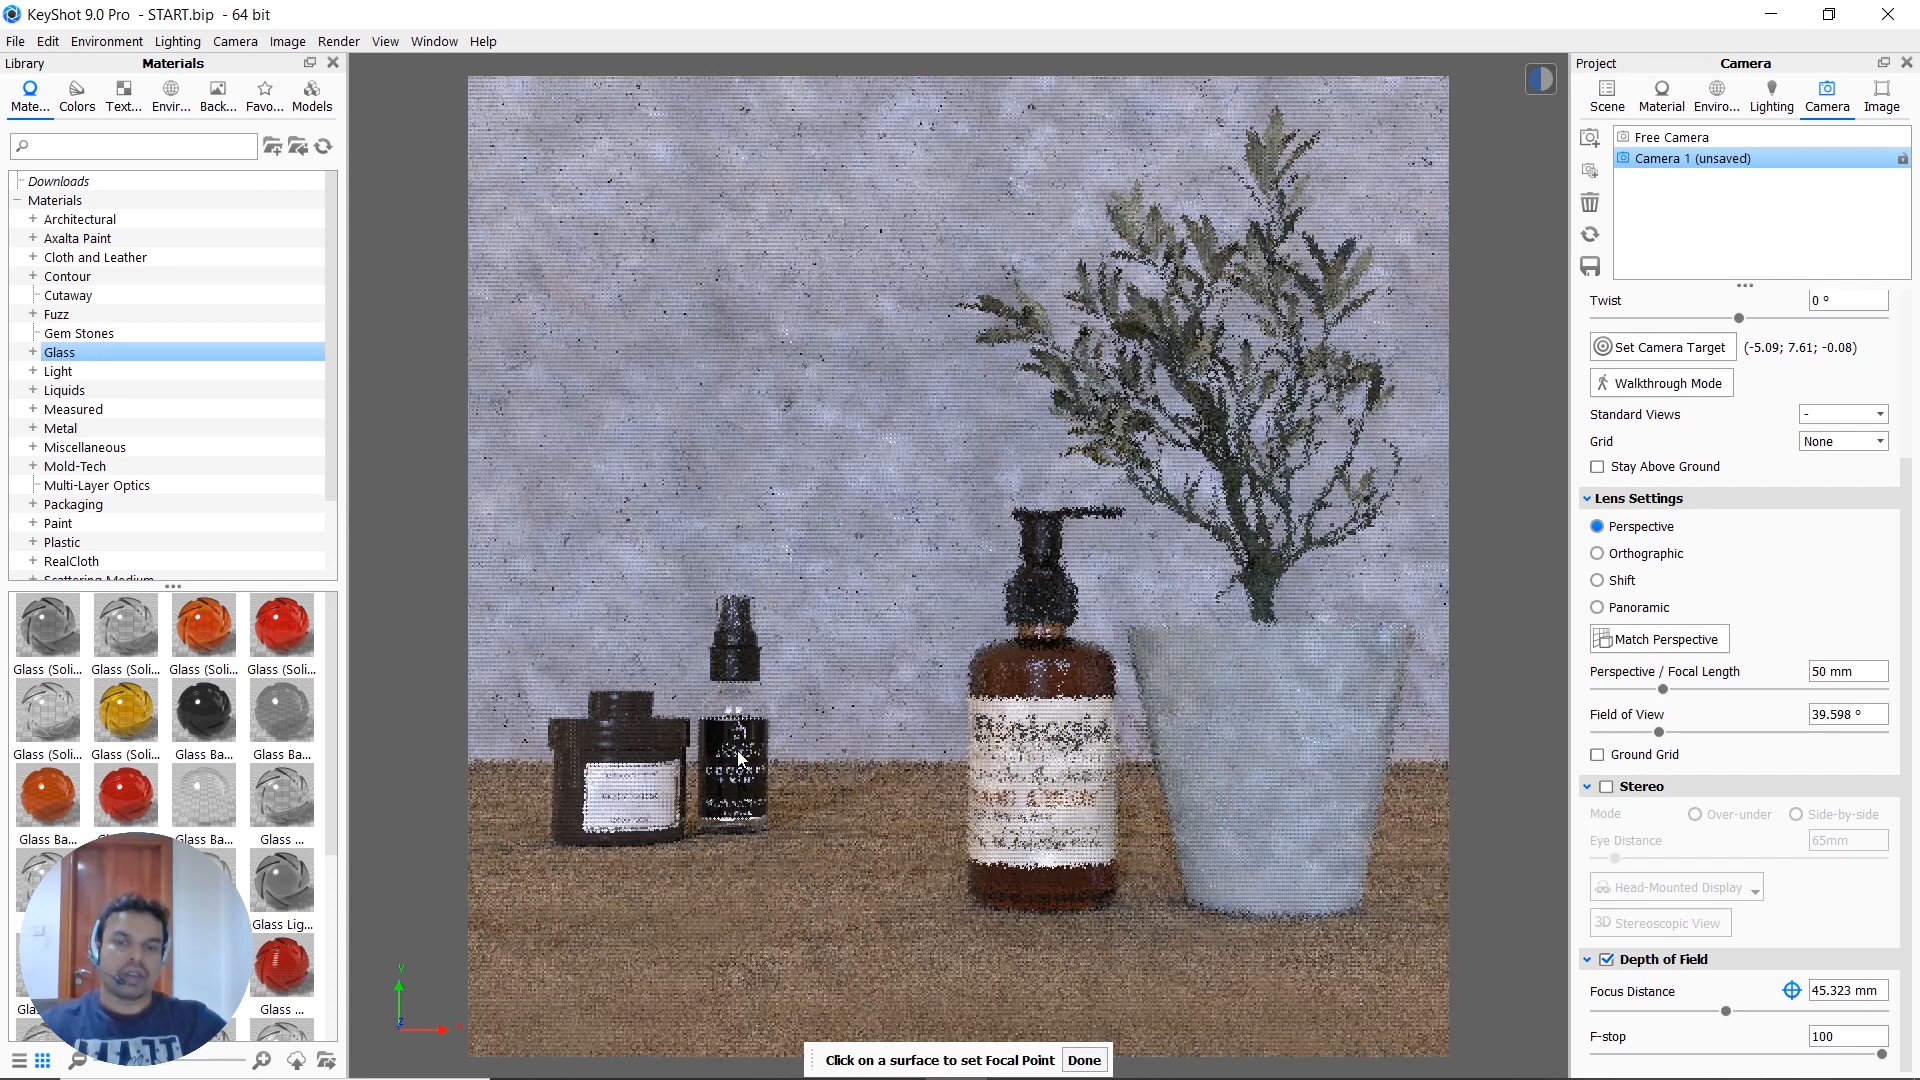 KeyShot 9.0 Pro - START.bip - 64 bit
File Edit Environment Lighting Camera Image Render View Window Help
Library Materials
Mate... Colors Text... Envir... Back... Favo... Models
Downloads
Materials
Architectural
Axalta Paint
Cloth and Leather
Contour
Cutaway
Fuzz
Gem Stones
Glass
Light
Liquids
Measured
Metal
Miscellaneous
Mold-Tech
Multi-Layer Optics
Packaging
Paint
Plastic
RealCloth
Scattering Medium
Glass (Soli... Glass (Soli... Glass (Soli... Glass (Soli...
Glass (Soli... Glass (Soli... Glass Ba... Glass Ba...
Glass Ba... Glass Ba... Glass ...
Glass Lig...
Glass ...
y
x
z
Click on a surface to set Focal Point Done
Project Camera
Scene Material Enviro... Lighting Camera Image
Free Camera
Camera 1 (unsaved)
Twist 0 °
Set Camera Target (-5.09; 7.61; -0.08)
Walkthrough Mode
Standard Views -
Grid None
Stay Above Ground
Lens Settings
Perspective
Orthographic
Shift
Panoramic
Match Perspective
Perspective / Focal Length 50 mm
Field of View 39.598 °
Ground Grid
Stereo
Mode Over-under Side-by-side
Eye Distance 65mm
Head-Mounted Display
3D Stereoscopic View
Depth of Field
Focus Distance 45.323 mm
F-stop 100